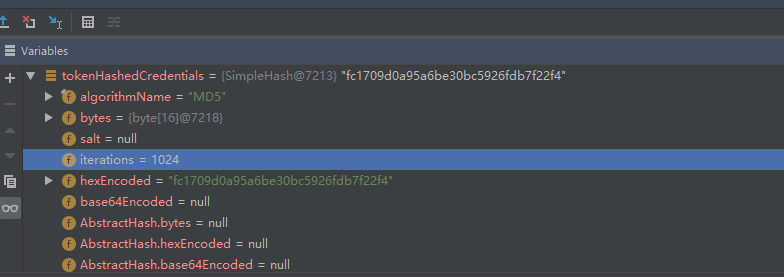 Variables
tokenHashedCredentials = {SimpleHash@7213} "fc1709d0a95a6be30bc5926fdb7f22f4"
algorithmName = "MD5"
bytes = {byte[16]@7218}
salt = null
iterations = 1024
hexEncoded = "fc1709d0a95a6be30bc5926fdb7f22f4"
base64Encoded = null
AbstractHash.bytes = null
AbstractHash.hexEncoded = null
AbstractHash.base64Encoded = null